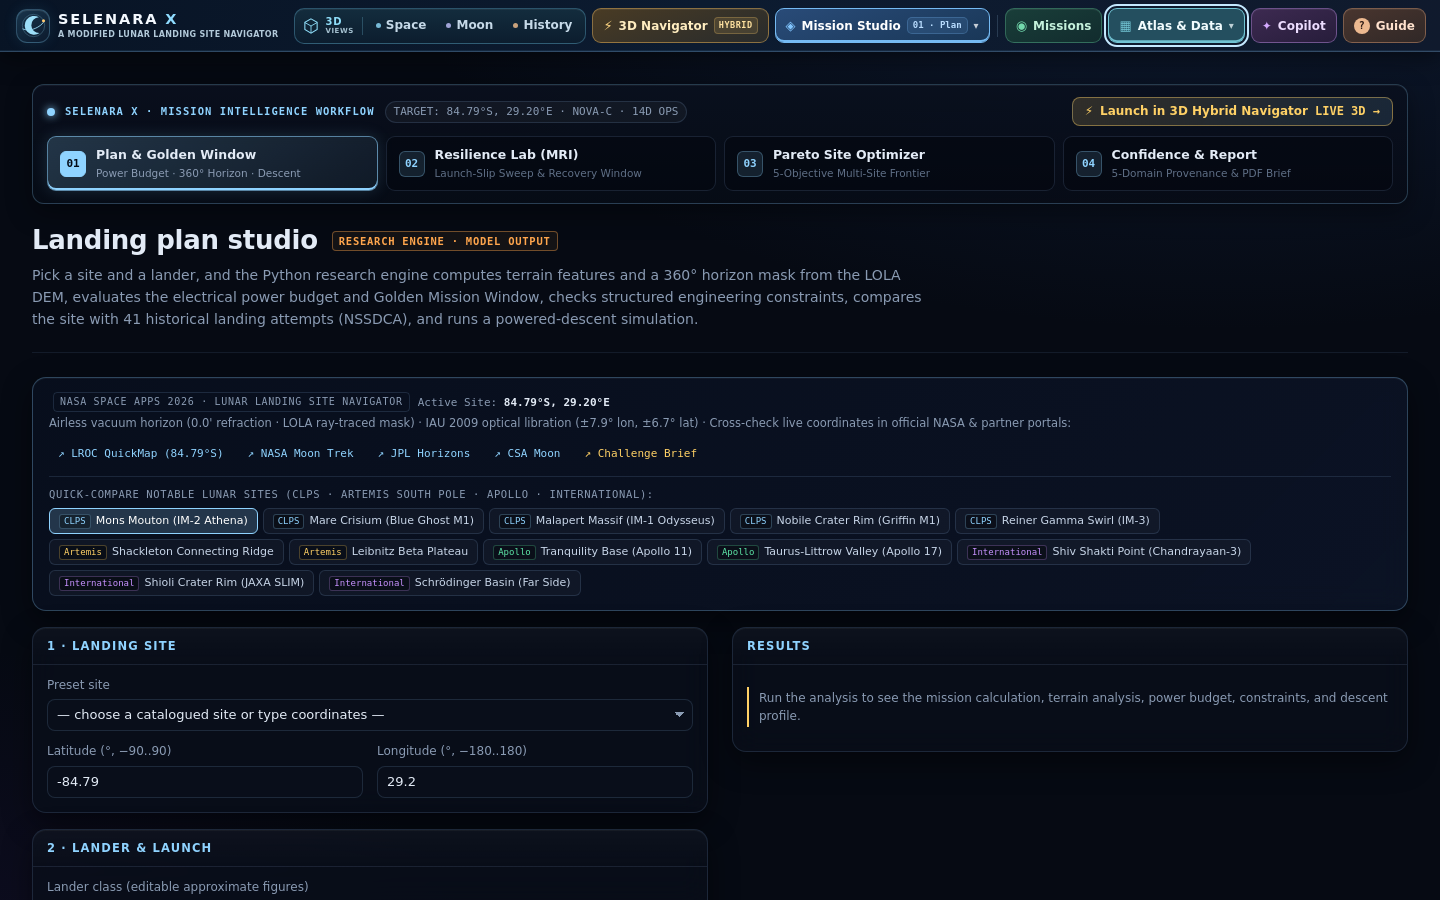 SELENARA X
A MODIFIED LUNAR LANDING SITE NAVIGATOR
3D VIEWS
Space
Moon
History
⚡ 3D Navigator HYBRID
◈ Mission Studio 01 · Plan ▾
◉ Missions
▦ Atlas & Data ▾
✦ Copilot
? Guide
SELENARA X · MISSION INTELLIGENCE WORKFLOW
TARGET: 84.79°S, 29.20°E · NOVA-C · 14D OPS
⚡ Launch in 3D Hybrid Navigator LIVE 3D →
01 Plan & Golden Window
Power Budget · 360° Horizon · Descent
02 Resilience Lab (MRI)
Launch-Slip Sweep & Recovery Window
03 Pareto Site Optimizer
5-Objective Multi-Site Frontier
04 Confidence & Report
5-Domain Provenance & PDF Brief
Landing plan studio
RESEARCH ENGINE · MODEL OUTPUT
Pick a site and a lander, and the Python research engine computes terrain features and a 360° horizon mask from the LOLA
DEM, evaluates the electrical power budget and Golden Mission Window, checks structured engineering constraints, compares
the site with 41 historical landing attempts (NSSDCA), and runs a powered-descent simulation.
NASA SPACE APPS 2026 · LUNAR LANDING SITE NAVIGATOR Active Site: 84.79°S, 29.20°E
Airless vacuum horizon (0.0' refraction · LOLA ray-traced mask) · IAU 2009 optical libration (±7.9° lon, ±6.7° lat) · Cross-check live coordinates in official NASA & partner portals:
↗ LROC QuickMap (84.79°S) ↗ NASA Moon Trek ↗ JPL Horizons ↗ CSA Moon ↗ Challenge Brief
QUICK-COMPARE NOTABLE LUNAR SITES (CLPS · ARTEMIS SOUTH POLE · APOLLO · INTERNATIONAL):
CLPS Mons Mouton (IM-2 Athena) CLPS Mare Crisium (Blue Ghost M1) CLPS Malapert Massif (IM-1 Odysseus) CLPS Nobile Crater Rim (Griffin M1) CLPS Reiner Gamma Swirl (IM-3)
Artemis Shackleton Connecting Ridge Artemis Leibnitz Beta Plateau Apollo Tranquility Base (Apollo 11) Apollo Taurus-Littrow Valley (Apollo 17) International Shiv Shakti Point (Chandrayaan-3)
International Shioli Crater Rim (JAXA SLIM) International Schrödinger Basin (Far Side)
1 · LANDING SITE
Preset site
— choose a catalogued site or type coordinates —
Latitude (°, −90..90) Longitude (°, −180..180)
-84.79 29.2
2 · LANDER & LAUNCH
Lander class (editable approximate figures)
RESULTS
Run the analysis to see the mission calculation, terrain analysis, power budget, constraints, and descent
profile.